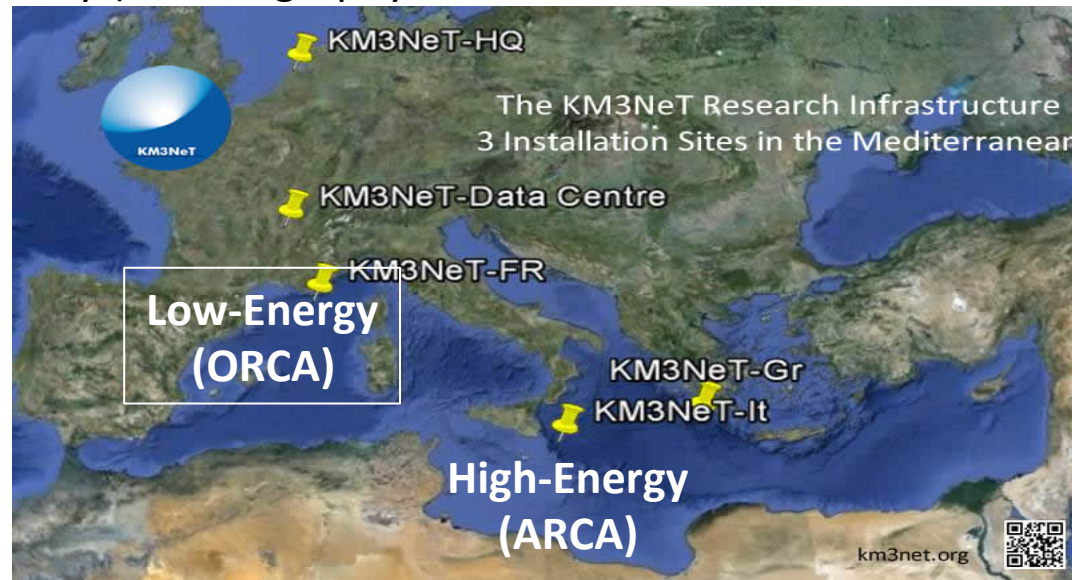 KM3NeT-HQ
The KM3NeT Research Infrastructure
3 Installation Sites in the Mediterranean
KM3NeT
KM3NeT-Data Centre
KM3NeT-FR
Low-Energy
(ORCA)
KM3NeT-Gr
KM3NeT-It
High-Energy
(ARCA)
km3net.org